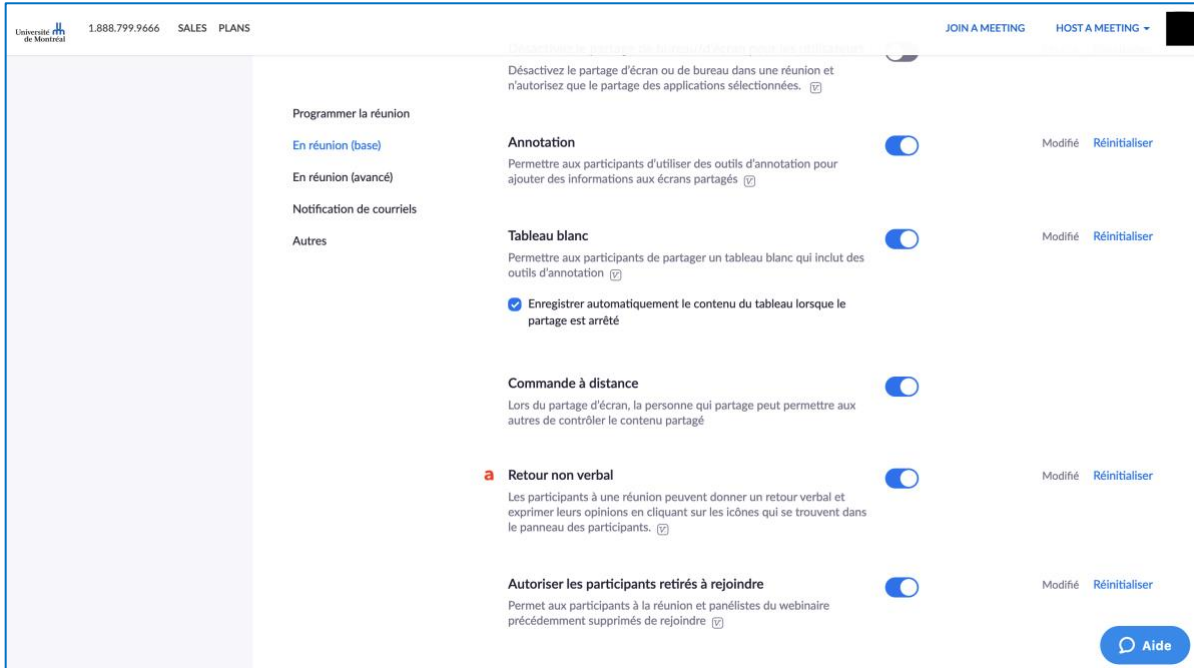 Université
de Montréal
1.888.799.9666 SALES PLANS JOIN A MEETING HOST A MEETING
Désactivez le partage d'écran ou de bureau dans une réunion et
n'autorisez que le partage des applications sélectionnées.
Programmer la réunion
En réunion (base)
En réunion (avancé)
Notification de courriels
Autres
Annotation Modifié Réinitialiser
Permettre aux participants d'utiliser des outils d'annotation pour
ajouter des informations aux écrans partagés
Tableau blanc Modifié Réinitialiser
Permettre aux participants de partager un tableau blanc qui inclut des
outils d'annotation
Enregistrer automatiquement le contenu du tableau lorsque le
partage est arrêté
Commande à distance
Lors du partage d'écran, la personne qui partage peut permettre aux
autres de contrôler le contenu partagé
a Retour non verbal Modifié Réinitialiser
Les participants à une réunion peuvent donner un retour verbal et
exprimer leurs opinions en cliquant sur les icônes qui se trouvent dans
le panneau des participants.
Autoriser les participants retirés à rejoindre Modifié Réinitialiser
Permet aux participants à la réunion et panélistes du webinaire
précédemment supprimés de rejoindre
Aide